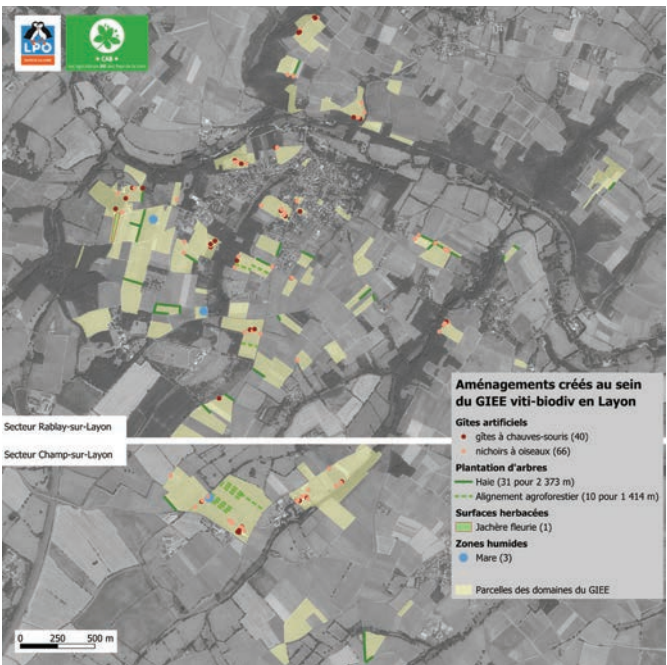 LPO
CAB
Secteur Rablay-sur-Layon
Secteur Champ-sur-Layon
Aménagements créés au sein
du GIEE viti-biodiv en Layon
Gîtes artificiels
gîtes à chauves-souris (40)
nichoirs à oiseaux (66)
Plantation d'arbres
Haie (31 pour 2 373 m)
Alignement agroforestier (10 pour 1 414 m)
Surfaces herbacées
Jachère fleurie (1)
Zones humides
Mare (3)
Parcelles des domaines du GIEE
0 250 500 m